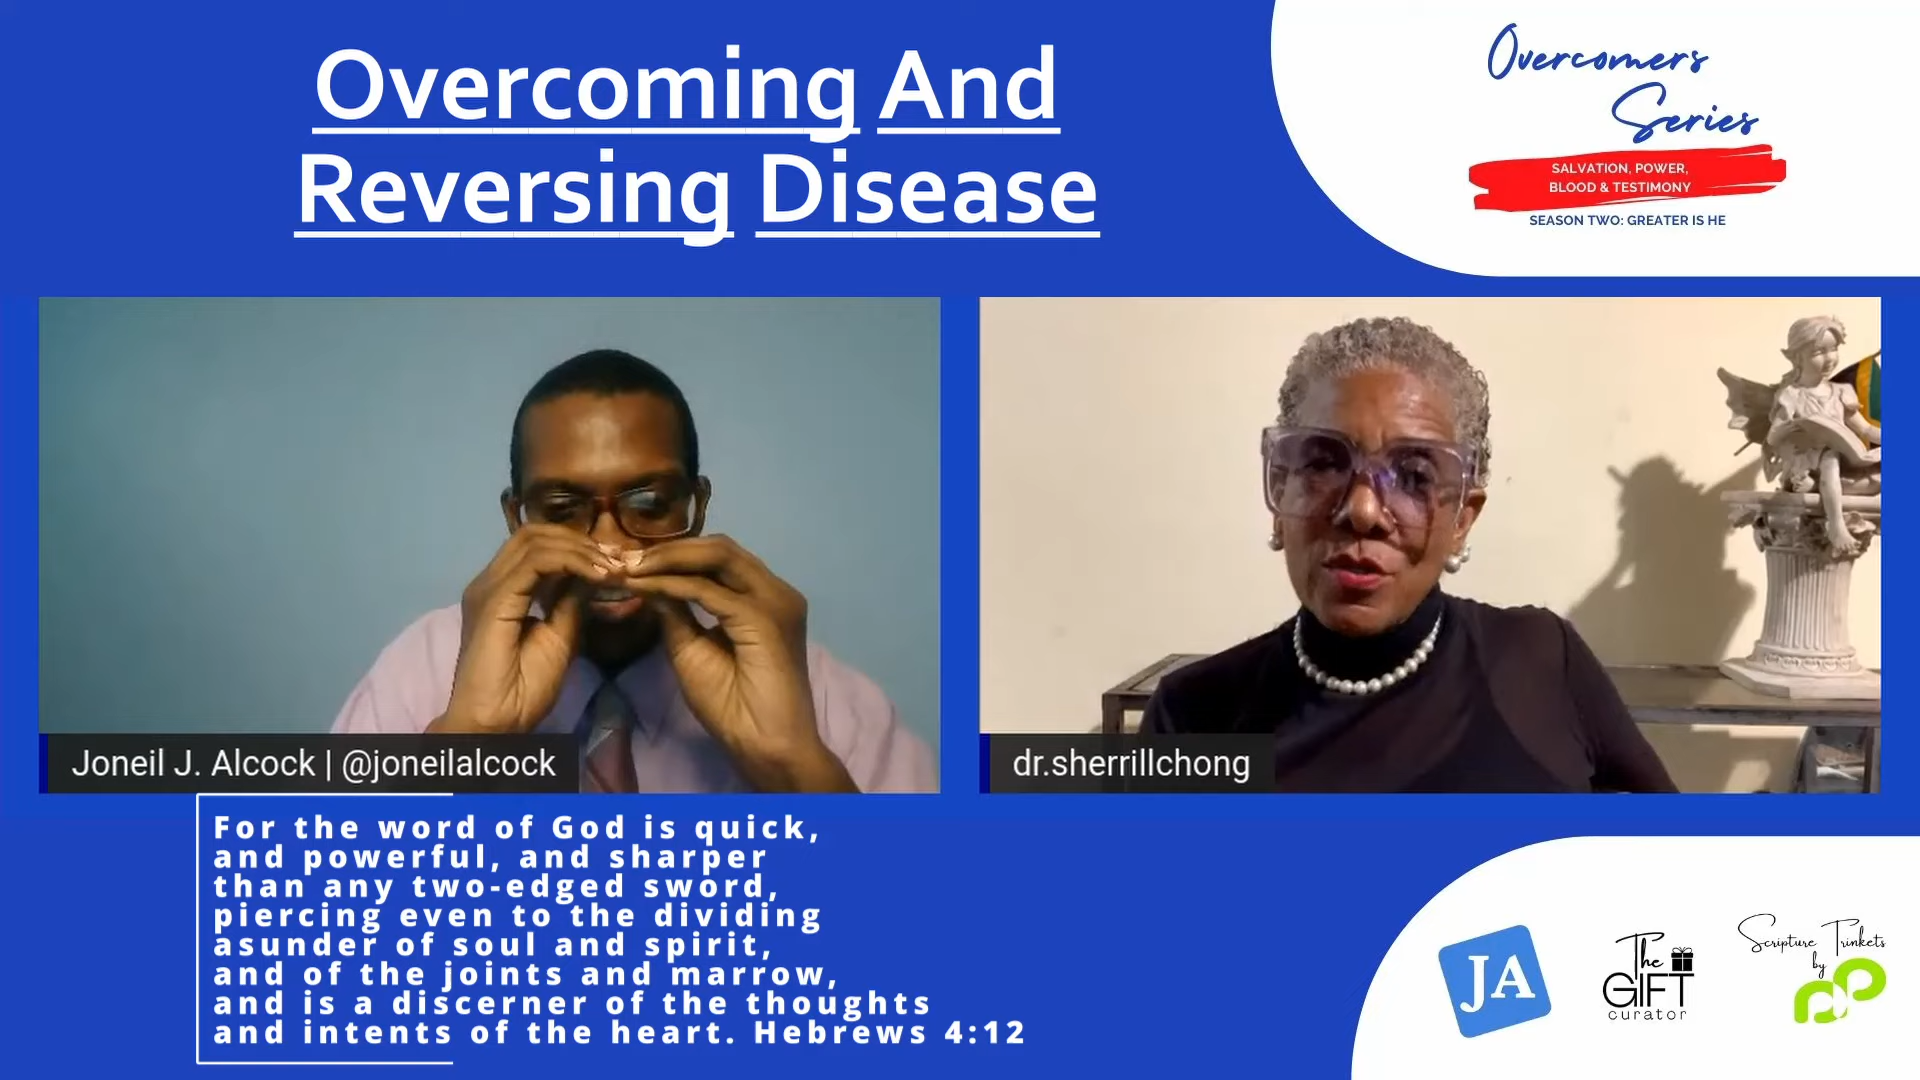 Overcoming And
Reversing Disease
Overcomers
Series
SALVATION, POWER,
BLOOD & TESTIMONY
SEASON TWO: GREATER IS HE
Joneil J. Alcock | @joneilalcock
dr.sherrillchong
For the word of God is quick,
and powerful, and sharper
than any two-edged sword,
piercing even to the dividing
asunder of soul and spirit,
and of the joints and marrow,
and is a discerner of the thoughts
and intents of the heart. Hebrews 4:12
JA
The
GIFT
curator
Scripture Trinkets
by